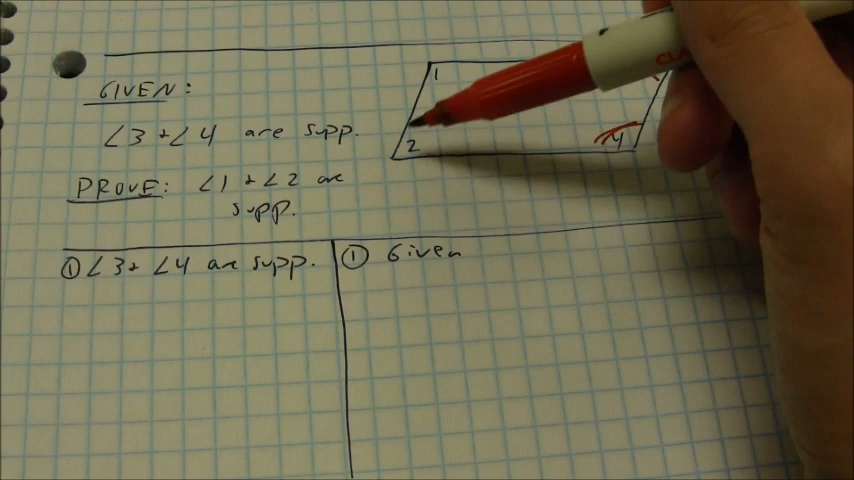 GIVEN:
∠3 + ∠4 are supp.
PROVE: ∠1 + ∠2 are
supp.
1
2
4
① ∠3 + ∠4 are supp.
① Given